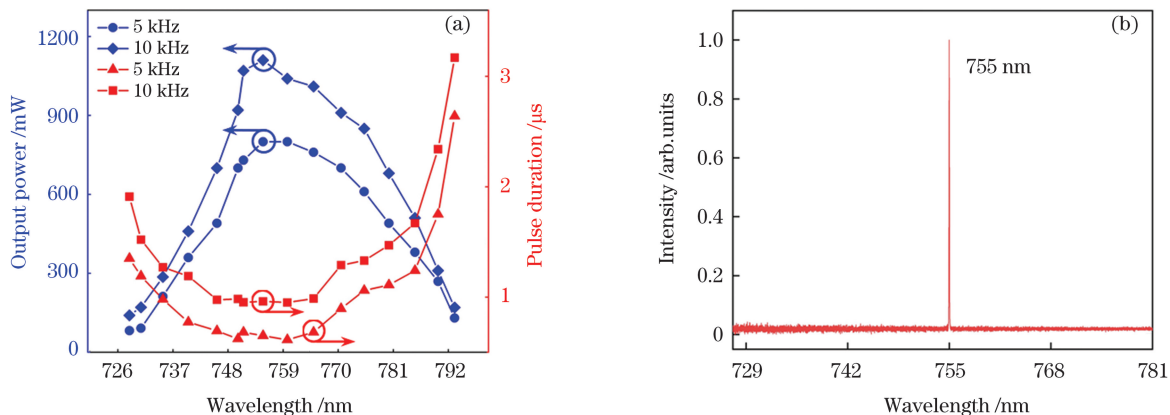 (a)
5 kHz
10 kHz
5 kHz
10 kHz
1200
900
600
300
0
Output power /mW
3
2
1
Pulse duration /μs
726 737 748 759 770 781 792
Wavelength /nm
(b)
755 nm
1.0
0.8
0.6
0.4
0.2
0
Intensity /arb.units
729 742 755 768 781
Wavelength /nm